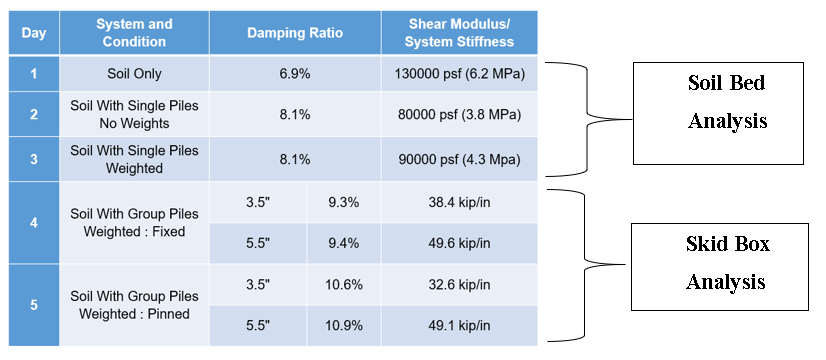 Day
System and
Condition
Damping Ratio
Shear Modulus/
System Stiffness
1
Soil Only
6.9%
130000 psf (6.2 MPa)
2
Soil With Single Piles
No Weights
8.1%
80000 psf (3.8 MPa)
3
Soil With Single Piles
Weighted
8.1%
90000 psf (4.3 Mpa)
4
Soil With Group Piles
Weighted : Fixed
3.5"
9.3%
38.4 kip/in
5.5"
9.4%
49.6 kip/in
5
Soil With Group Piles
Weighted : Pinned
3.5"
10.6%
32.6 kip/in
5.5"
10.9%
49.1 kip/in
Soil Bed
Analysis
Skid Box
Analysis